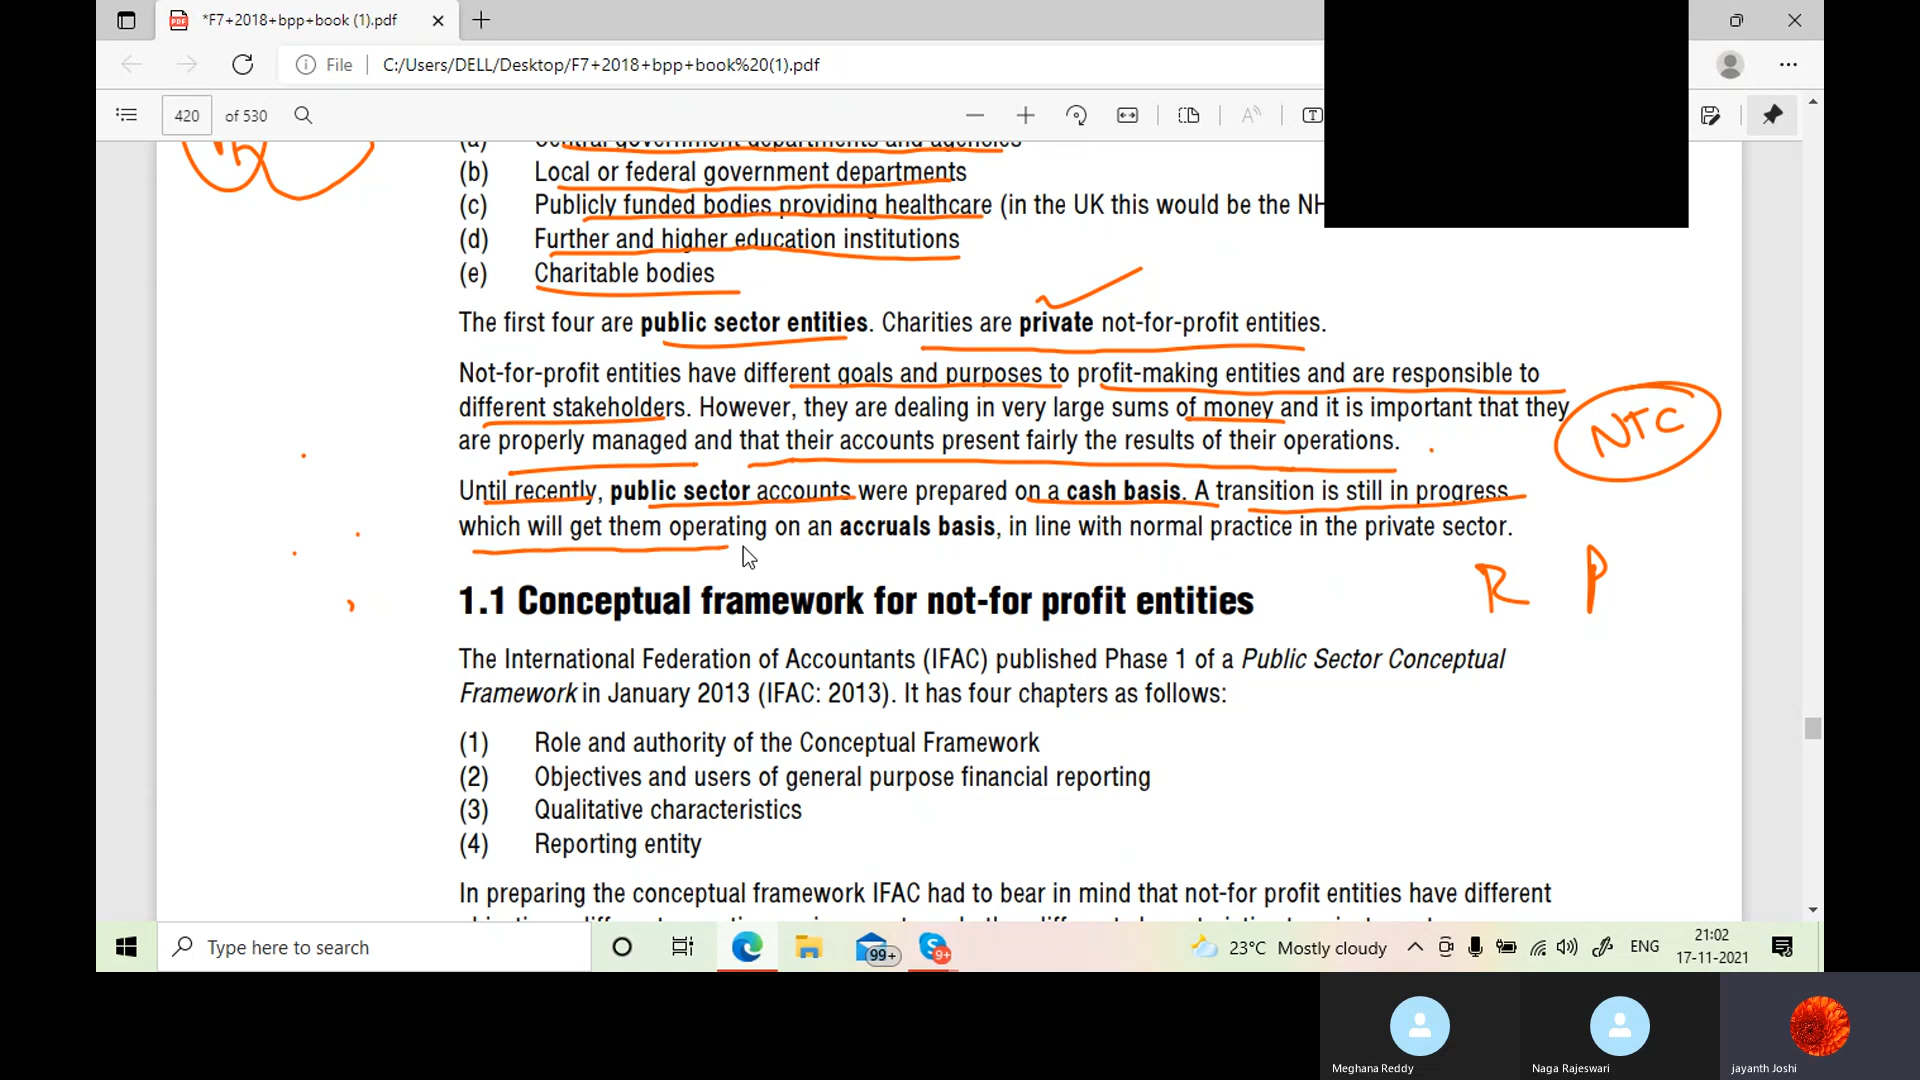 *F7+2018+bpp+book (1).pdf
File
C:/Users/DELL/Desktop/F7+2018+bpp+book%20(1).pdf
420 of 530
(a) Central government departments and agencies
(b) Local or federal government departments
(c) Publicly funded bodies providing healthcare (in the UK this would be the NH
(d) Further and higher education institutions
(e) Charitable bodies
The first four are public sector entities. Charities are private not-for-profit entities.
Not-for-profit entities have different goals and purposes to profit-making entities and are responsible to
different stakeholders. However, they are dealing in very large sums of money and it is important that they
are properly managed and that their accounts present fairly the results of their operations.
NTC
Until recently, public sector accounts were prepared on a cash basis. A transition is still in progress
which will get them operating on an accruals basis, in line with normal practice in the private sector.
R P
1.1 Conceptual framework for not-for profit entities
The International Federation of Accountants (IFAC) published Phase 1 of a Public Sector Conceptual
Framework in January 2013 (IFAC: 2013). It has four chapters as follows:
(1) Role and authority of the Conceptual Framework
(2) Objectives and users of general purpose financial reporting
(3) Qualitative characteristics
(4) Reporting entity
In preparing the conceptual framework IFAC had to bear in mind that not-for profit entities have different
Type here to search
99+
9+
23°C Mostly cloudy
ENG
21:02
17-11-2021
Meghana Reddy
Naga Rajeswari
jayanth Joshi